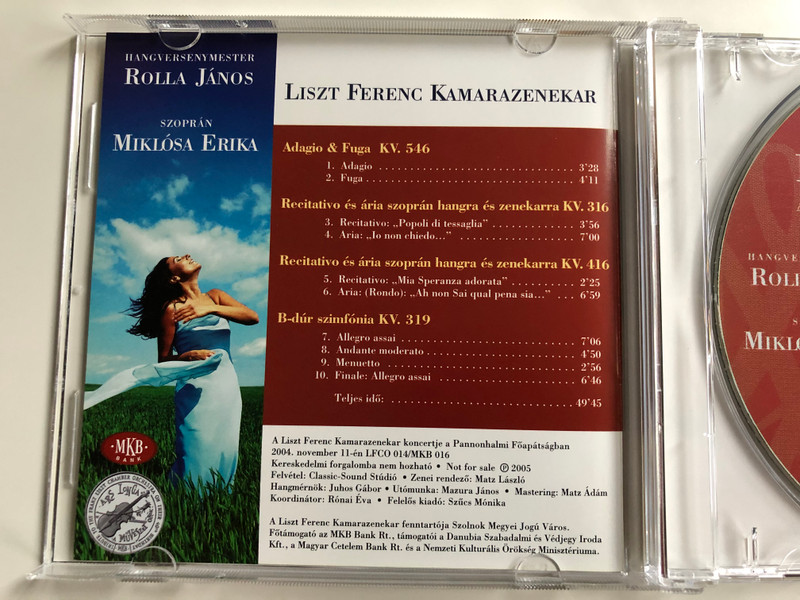 HANGVERSENYMESTER
ROLLA JÁNOS
SZOPRÁN
MIKLÓSA ERIKA
·MKB·
BANK
LISZT FERENC KAMARAZENEKAR
Adagio & Fuga KV. 546
1. Adagio 3'28
2. Fuga 4'11
Recitativo és ária szoprán hangra és zenekarra KV. 316
3. Recitativo: „Popoli di tessaglia” 3'56
4. Aria: „Io non chiedo…” 7'00
Recitativo és ária szoprán hangra és zenekarra KV. 416
5. Recitativo: „Mia Speranza adorata” 2'25
6. Aria: (Rondo): „Ah non Sai qual pena sia…” 6'59
B-dúr szimfónia KV. 319
7. Allegro assai 7'06
8. Andante moderato 4'50
9. Menuetto 2'56
10. Finale: Allegro assai 6'46
Teljes idő: 49'45
A Liszt Ferenc Kamarazenekar koncertje a Pannonhalmi Főapátságban
2004. november 11-én LFCO 014/MKB 016
Kereskedelmi forgalomba nem hozható • Not for sale ℗ 2005
Felvétel: Classic-Sound Stúdió • Zenei rendező: Matz László
Hangmérnök: Juhos Gábor • Utómunka: Mazura János • Mastering: Matz Ádám
Koordinátor: Rónai Éva • Felelős kiadó: Szűcs Mónika
A Liszt Ferenc Kamarazenekar fenntartója Szolnok Megyei Jogú Város.
Főtámogató az MKB Bank Rt., támogatói a Danubia Szabadalmi és Védjegy Iroda
Kft., a Magyar Cetelem Bank Rt. és a Nemzeti Kulturális Örökség Minisztériuma.
HANGVE
ROL
MIKL